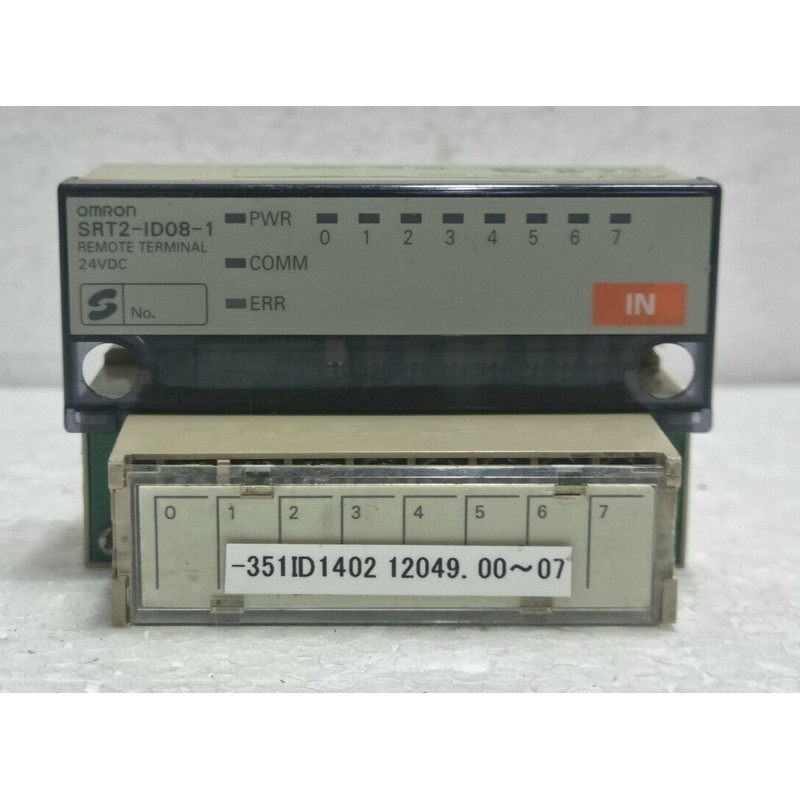 OMRON
SRT2-ID08-1
REMOTE TERMINAL
24VDC
S No.
PWR
COMM
ERR
0 1 2 3 4 5 6 7
IN
0 1 2 3 4 5 6 7
-351ID1402 12049. 00~07